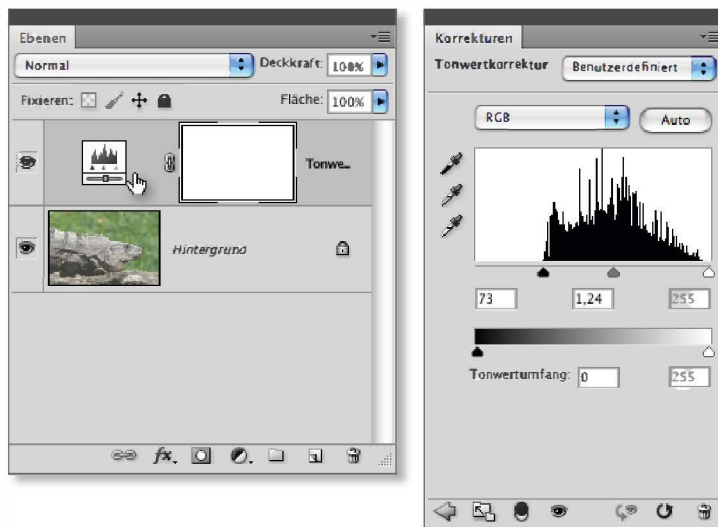 Ebenen
Normal
Deckkraft: 100%
Fixieren:
Fläche: 100%
Tonwe...
Hintergrund
fx.
Korrekturen
Tonwertkorrektur
Benutzerdefiniert
RGB
Auto
73
1,24
255
Tonwertumfang: 0
255